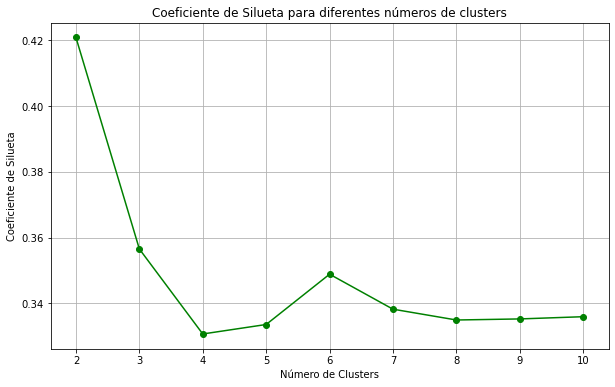 Coeficiente de Silueta para diferentes números de clusters
Coeficiente de Silueta
0.42
0.40
0.38
0.36
0.34
2 3 4 5 6 7 8 9 10
Número de Clusters